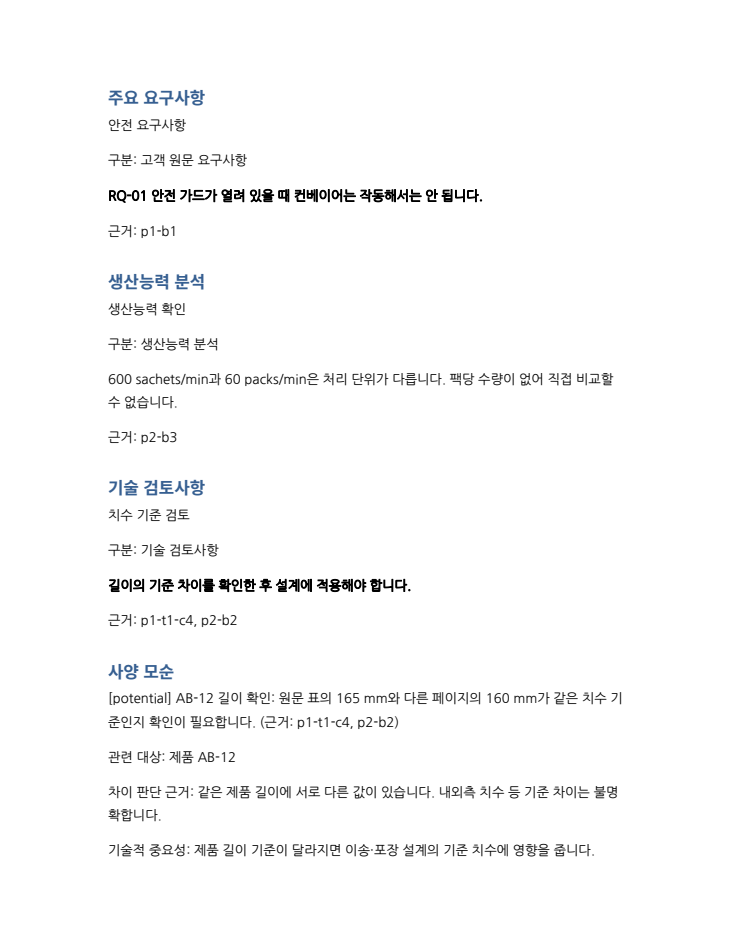 주요 요구사항
안전 요구사항
구분: 고객 원문 요구사항
RQ-01 안전 가드가 열려 있을 때 컨베이어는 작동해서는 안 됩니다.
근거: p1-b1
생산능력 분석
생산능력 확인
구분: 생산능력 분석
600 sachets/min과 60 packs/min은 처리 단위가 다릅니다. 팩당 수량이 없어 직접 비교할
수 없습니다.
근거: p2-b3
기술 검토사항
치수 기준 검토
구분: 기술 검토사항
길이의 기준 차이를 확인한 후 설계에 적용해야 합니다.
근거: p1-t1-c4, p2-b2
사양 모순
[potential] AB-12 길이 확인: 원문 표의 165 mm와 다른 페이지의 160 mm가 같은 치수 기
준인지 확인이 필요합니다. (근거: p1-t1-c4, p2-b2)
관련 대상: 제품 AB-12
차이 판단 근거: 같은 제품 길이에 서로 다른 값이 있습니다. 내외측 치수 등 기준 차이는 불명
확합니다.
기술적 중요성: 제품 길이 기준이 달라지면 이송·포장 설계의 기준 치수에 영향을 줍니다.